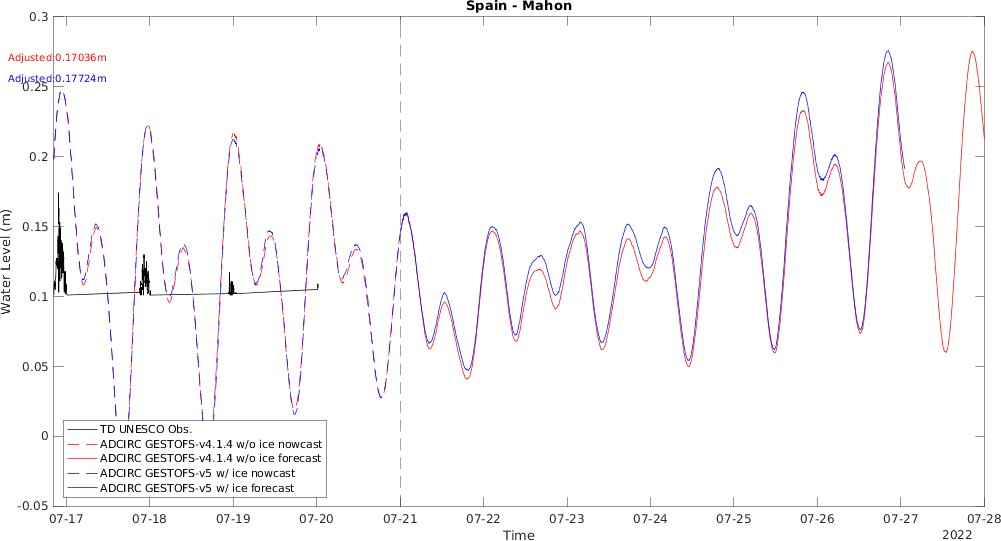 Spain - Mahon
0.3
Adjusted:0.17036m
Adjusted:0.17724m
0.25
0.2
0.15
0.1
0.05
0
-0.05
Water Level (m)
TD UNESCO Obs.
ADCIRC GESTOFS-v4.1.4 w/o ice nowcast
ADCIRC GESTOFS-v4.1.4 w/o ice forecast
ADCIRC GESTOFS-v5 w/ ice nowcast
ADCIRC GESTOFS-v5 w/ ice forecast
07-17 07-18 07-19 07-20 07-21 07-22 07-23 07-24 07-25 07-26 07-27 07-28
Time
2022